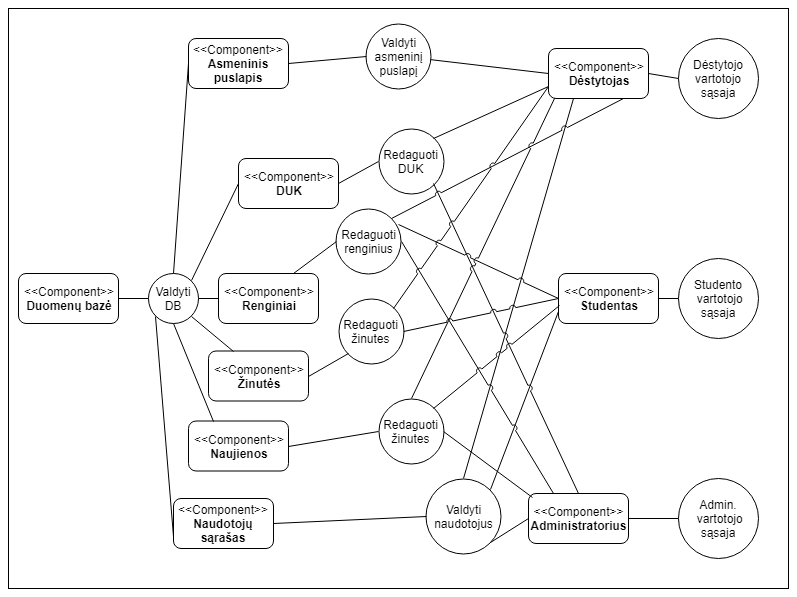 <<Component>>
Asmeninis
puslapis
Valdyti
asmeninį
puslapį
<<Component>>
Dėstytojas
Dėstytojo
vartotojo
sąsaja
<<Component>>
DUK
Redaguoti
DUK
<<Component>>
Duomenų bazė
Valdyti
DB
<<Component>>
Renginiai
Redaguoti
renginius
<<Component>>
Studentas
Studento
vartotojo
sąsaja
<<Component>>
Žinutės
Redaguoti
žinutes
<<Component>>
Naujienos
Redaguoti
žinutes
<<Component>>
Naudotojų
sąrašas
Valdyti
naudotojus
<<Component>>
Administratorius
Admin.
vartotojo
sąsaja